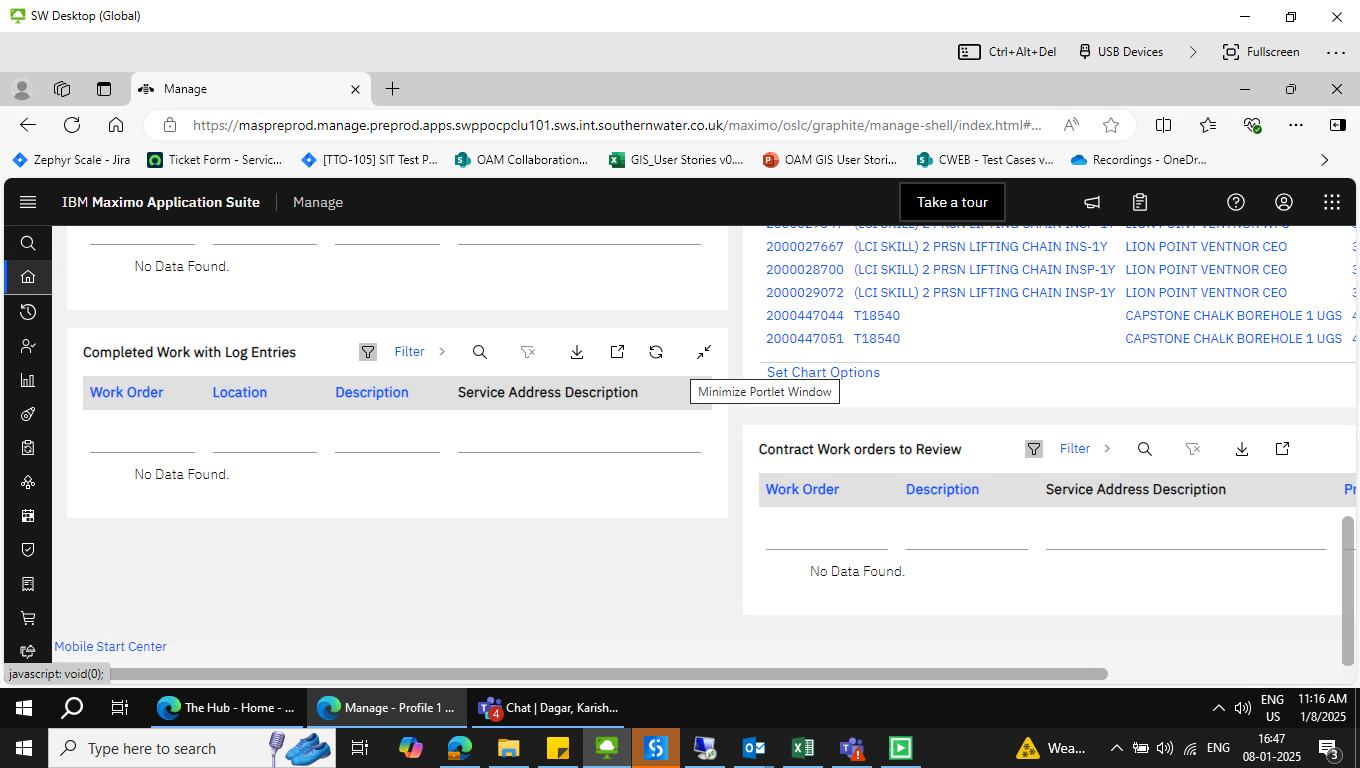 SW Desktop (Global)
Ctrl+Alt+Del
USB Devices
Fullscreen
Manage
https://maspreprod.manage.preprod.apps.swppocpclu101.sws.int.southernwater.co.uk/maximo/oslc/graphite/manage-shell/index.html#...
Zephyr Scale - Jira
Ticket Form - Servic...
[TTO-105] SIT Test P...
OAM Collaboration...
GIS_User Stories v0....
OAM GIS User Stori...
CWEB - Test Cases v...
Recordings - OneDr...
IBM Maximo Application Suite
Manage
Take a tour
No Data Found.
2000027667 (LCI SKILL) 2 PRSN LIFTING CHAIN INS-1Y LION POINT VENTNOR CEO
2000028700 (LCI SKILL) 2 PRSN LIFTING CHAIN INSP-1Y LION POINT VENTNOR CEO
2000029072 (LCI SKILL) 2 PRSN LIFTING CHAIN INSP-1Y LION POINT VENTNOR CEO
2000447044 T18540 CAPSTONE CHALK BOREHOLE 1 UGS
2000447051 T18540 CAPSTONE CHALK BOREHOLE 1 UGS
Set Chart Options
Completed Work with Log Entries
Filter
Work Order Location Description Service Address Description
Minimize Portlet Window
No Data Found.
Contract Work orders to Review
Filter
Work Order Description Service Address Description Pr
No Data Found.
Mobile Start Center
javascript: void(0);
The Hub - Home - ...
Manage - Profile 1 ...
4
Chat | Dagar, Karish...
ENG
US
11:16 AM
1/8/2025
Type here to search
Wea...
ENG
16:47
08-01-2025
3